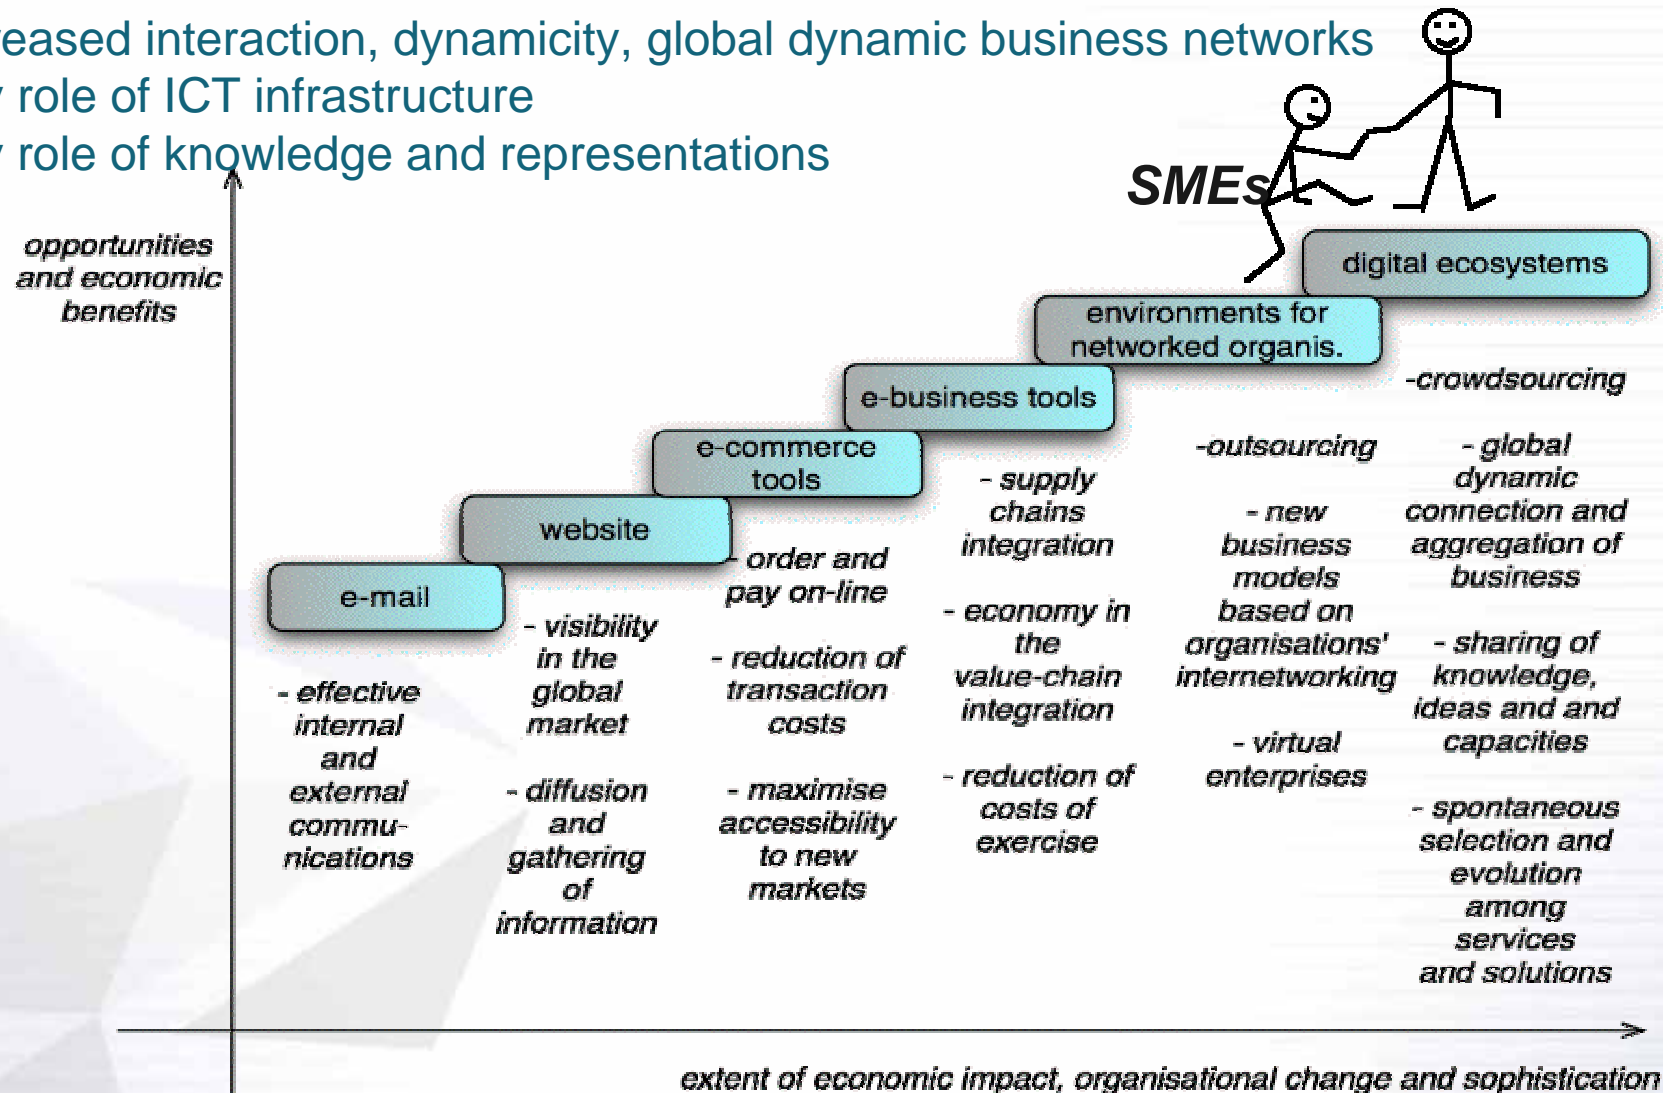 reased interaction, dynamicity, global dynamic business networks
role of ICT infrastructure
role of knowledge and representations
SMEs
opportunities
and economic
benefits
digital ecosystems
environments for
networked organis.
e-business tools
e-commerce
tools
website
e-mail
- effective
internal
and
external
commu-
nications
- visibility
in the
global
market
- diffusion
and
gathering
of
information
- order and
pay on-line
- reduction of
transaction
costs
- maximise
accessibility
to new
markets
- supply
chains
integration
- economy in
the
value-chain
integration
- reduction of
costs of
exercise
-outsourcing
- new
business
models
based on
organisations'
internetworking
- virtual
enterprises
-crowdsourcing
- global
dynamic
connection and
aggregation of
business
- sharing of
knowledge,
ideas and and
capacities
- spontaneous
selection and
evolution
among
services
and solutions
extent of economic impact, organisational change and sophistication